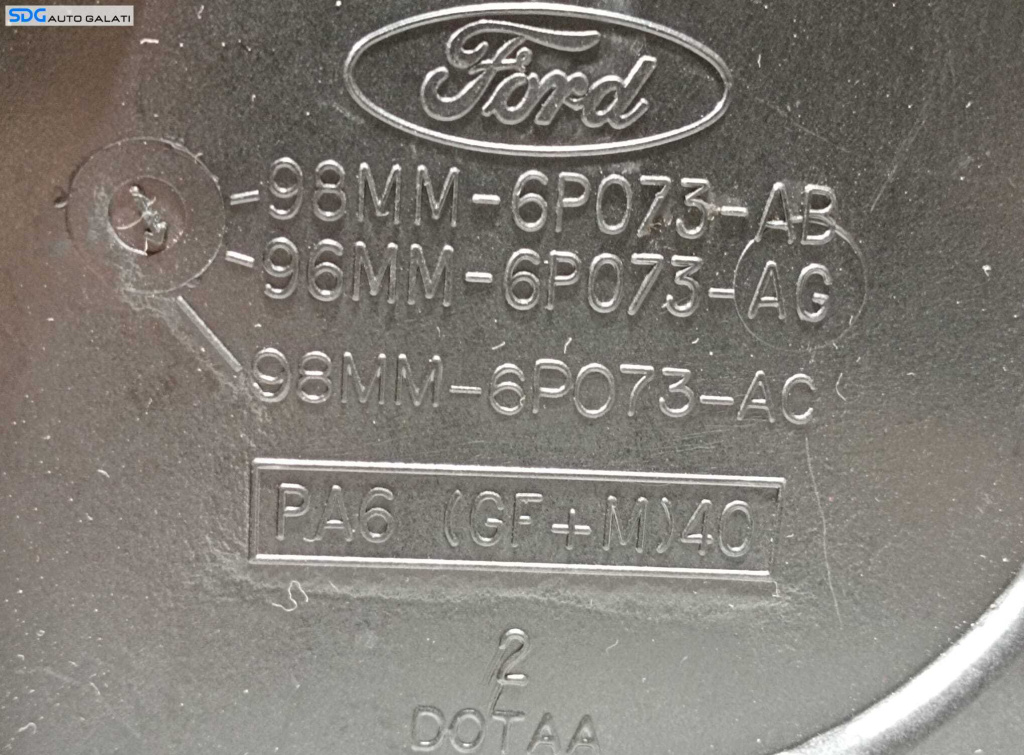 SDG AUTO GALATI
Ford
98MM-6P073-AB
96MM-6P073-AG
98MM-6P073-AC
PA6 (GF+M)40
2
DOTAA